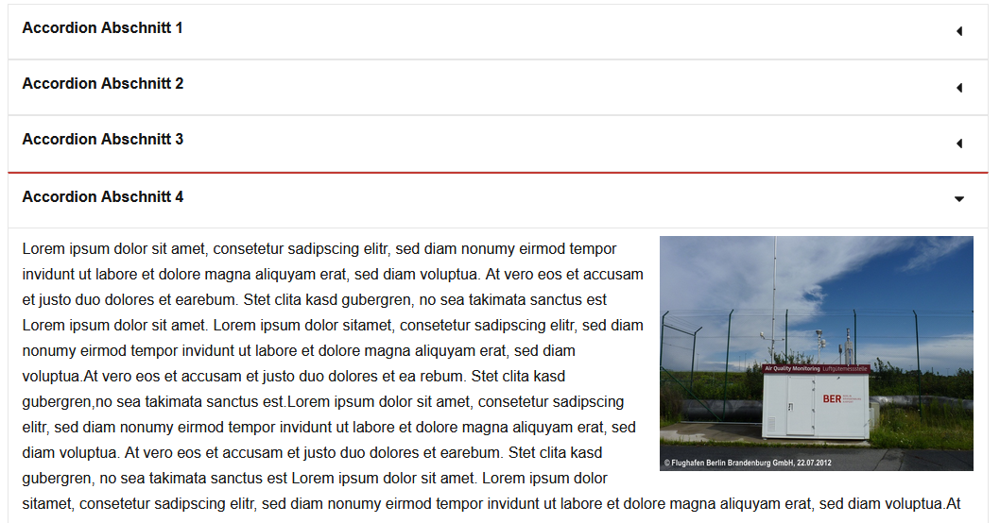 Accordion Abschnitt 1
Accordion Abschnitt 2
Accordion Abschnitt 3
Accordion Abschnitt 4
Lorem ipsum dolor sit amet, consetetur sadipscing elitr, sed diam nonumy eirmod tempor
invidunt ut labore et dolore magna aliquyam erat, sed diam voluptua. At vero eos et accusam
et justo duo dolores et earebum. Stet clita kasd gubergren, no sea takimata sanctus est
Lorem ipsum dolor sit amet. Lorem ipsum dolor sitamet, consetetur sadipscing elitr, sed diam
nonumy eirmod tempor invidunt ut labore et dolore magna aliquyam erat, sed diam
voluptua.At vero eos et accusam et justo duo dolores et ea rebum. Stet clita kasd
gubergren,no sea takimata sanctus est.Lorem ipsum dolor sit amet, consetetur sadipscing
elitr, sed diam nonumy eirmod tempor invidunt ut labore et dolore magna aliquyam erat, sed
diam voluptua. At vero eos et accusam et justo duo dolores et earebum. Stet clita kasd
gubergren, no sea takimata sanctus est Lorem ipsum dolor sit amet. Lorem ipsum dolor
sitamet, consetetur sadipscing elitr, sed diam nonumy eirmod tempor invidunt ut labore et dolore magna aliquyam erat, sed diam voluptua.At
Air Quality Monitoring Luftgütemessstelle
BER
© Flughafen Berlin Brandenburg GmbH, 22.07.2012